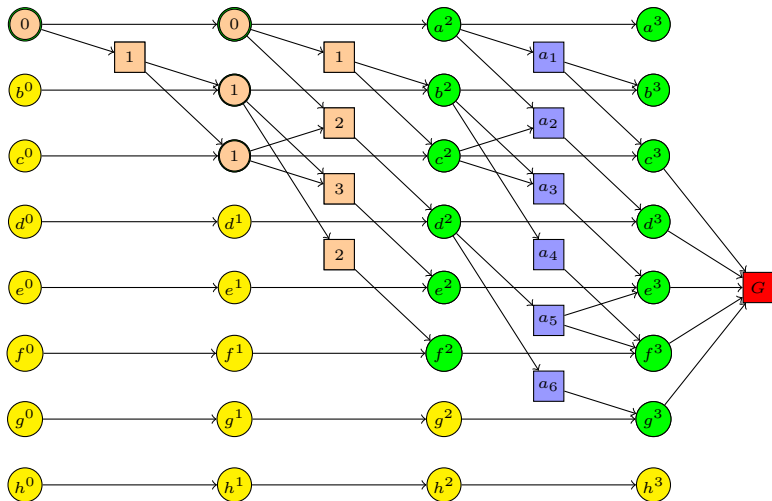 0 0 a² a³
1 1 a₁
b⁰ 1 b² b³
2 a₂
c⁰ 1 c² c³
3 a₃
d⁰ d¹ d² d³
2 a₄
e⁰ e¹ e² e³ G
a₅
f⁰ f¹ f² f³
a₆
g⁰ g¹ g² g³
h⁰ h¹ h² h³